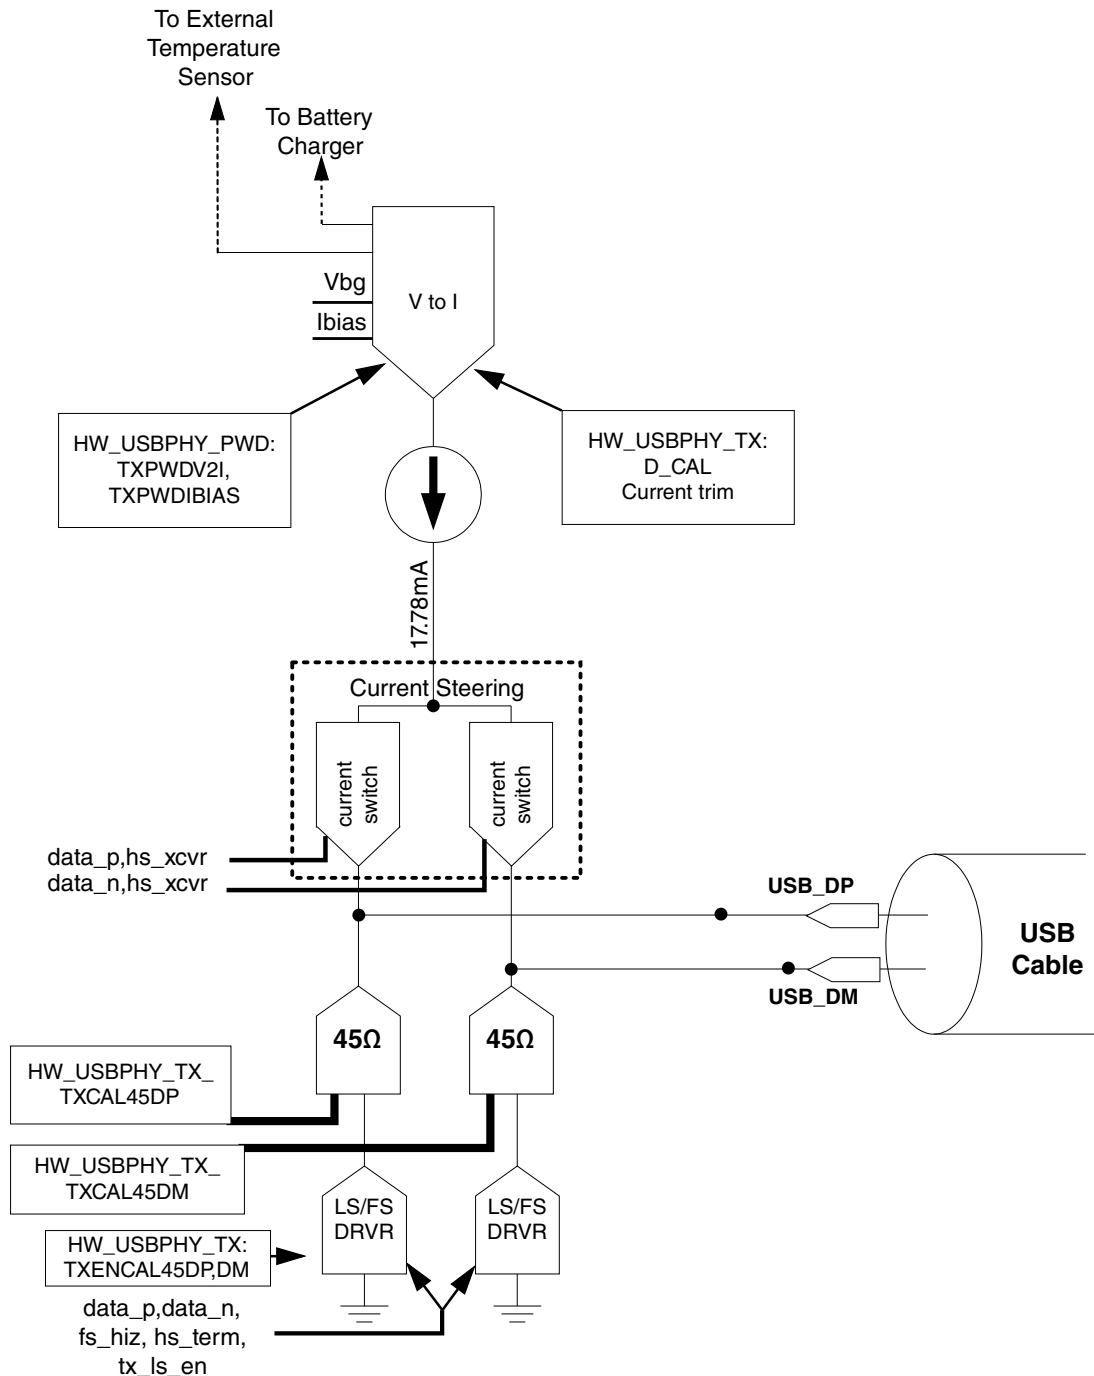 To External
Temperature
Sensor
To Battery
Charger
Vbg
Ibias
V to I
HW_USBPHY_PWD:
TXPWDV2I,
TXPWDIBIAS
HW_USBPHY_TX:
D_CAL
Current trim
17.78mA
Current Steering
current
switch
current
switch
data_p,hs_xcvr
data_n,hs_xcvr
USB_DP
USB_DM
USB
Cable
45Ω
45Ω
HW_USBPHY_TX_
TXCAL45DP
HW_USBPHY_TX_
TXCAL45DM
LS/FS
DRVR
LS/FS
DRVR
HW_USBPHY_TX:
TXENCAL45DP,DM
data_p,data_n,
fs_hiz, hs_term,
tx_ls_en